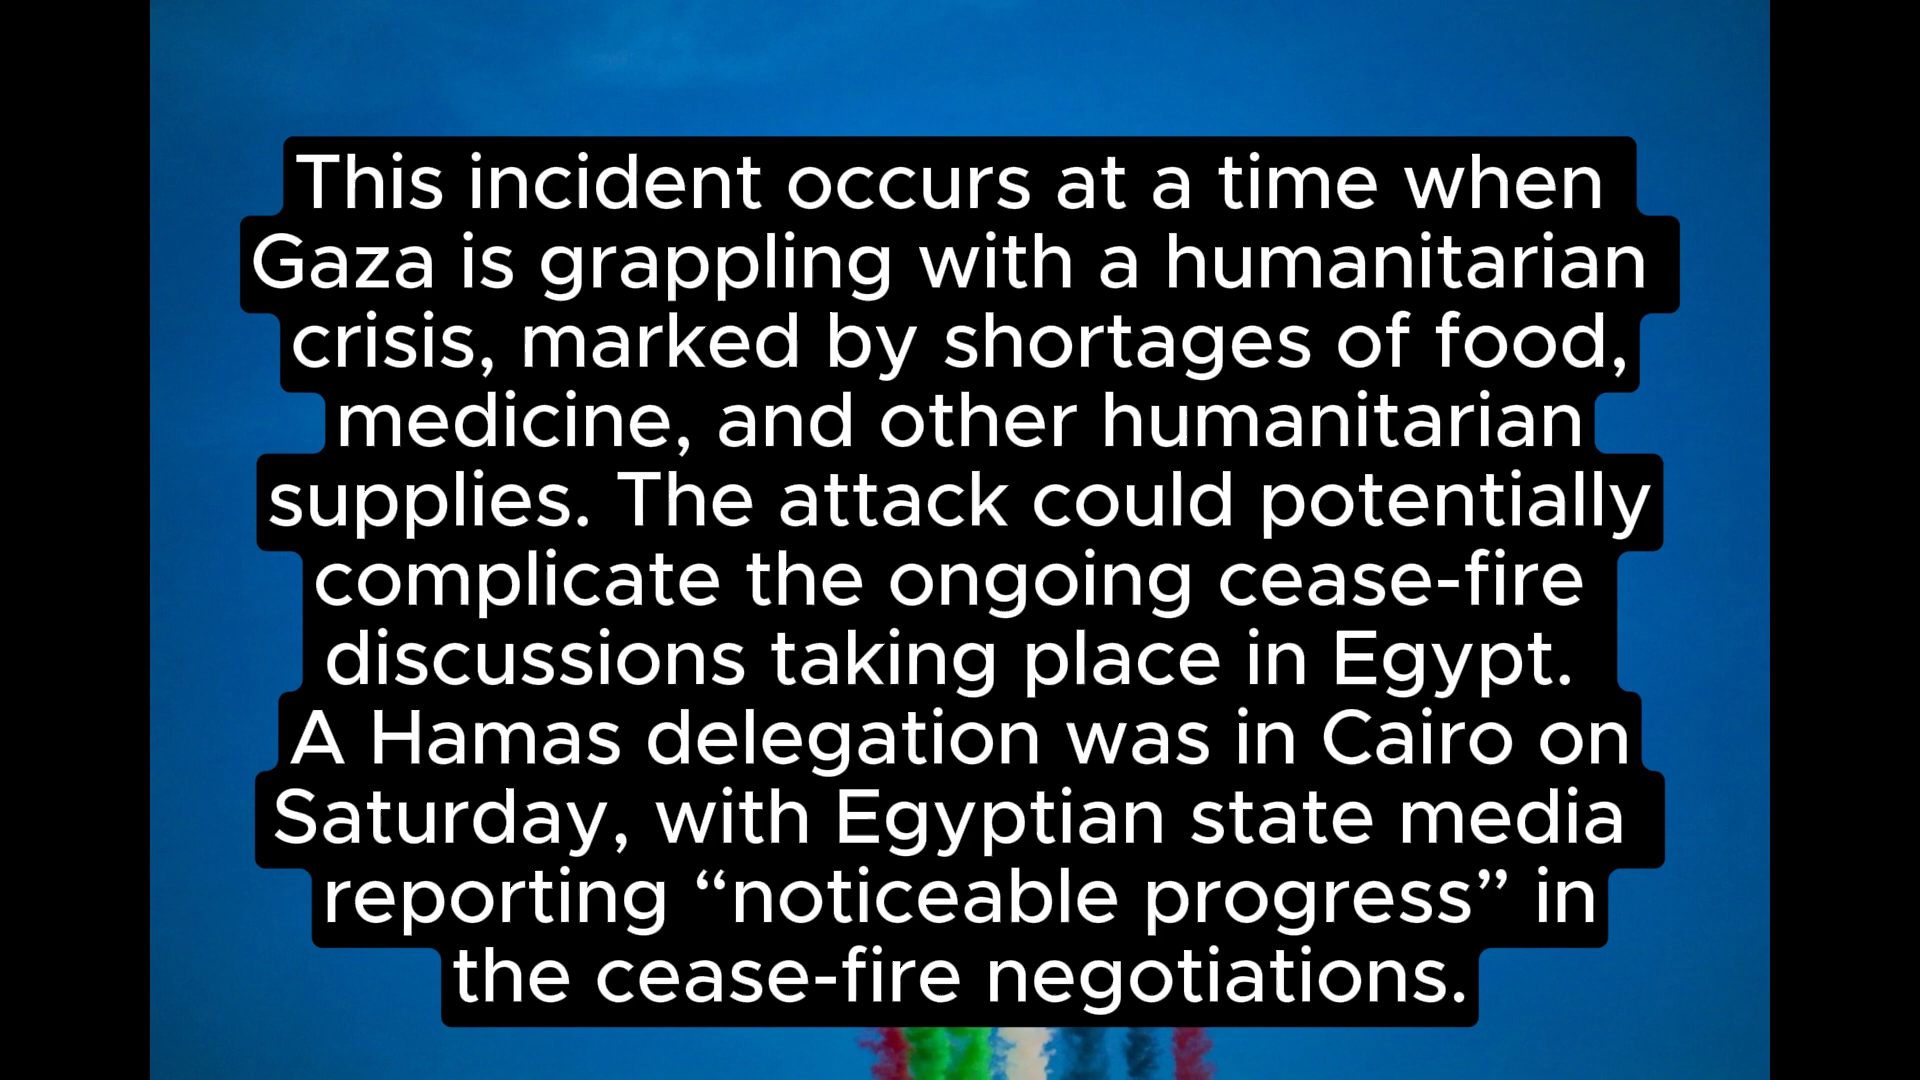 This incident occurs at a time when
Gaza is grappling with a humanitarian
crisis, marked by shortages of food,
medicine, and other humanitarian
supplies. The attack could potentially
complicate the ongoing cease-fire
discussions taking place in Egypt.
A Hamas delegation was in Cairo on
Saturday, with Egyptian state media
reporting “noticeable progress” in
the cease-fire negotiations.